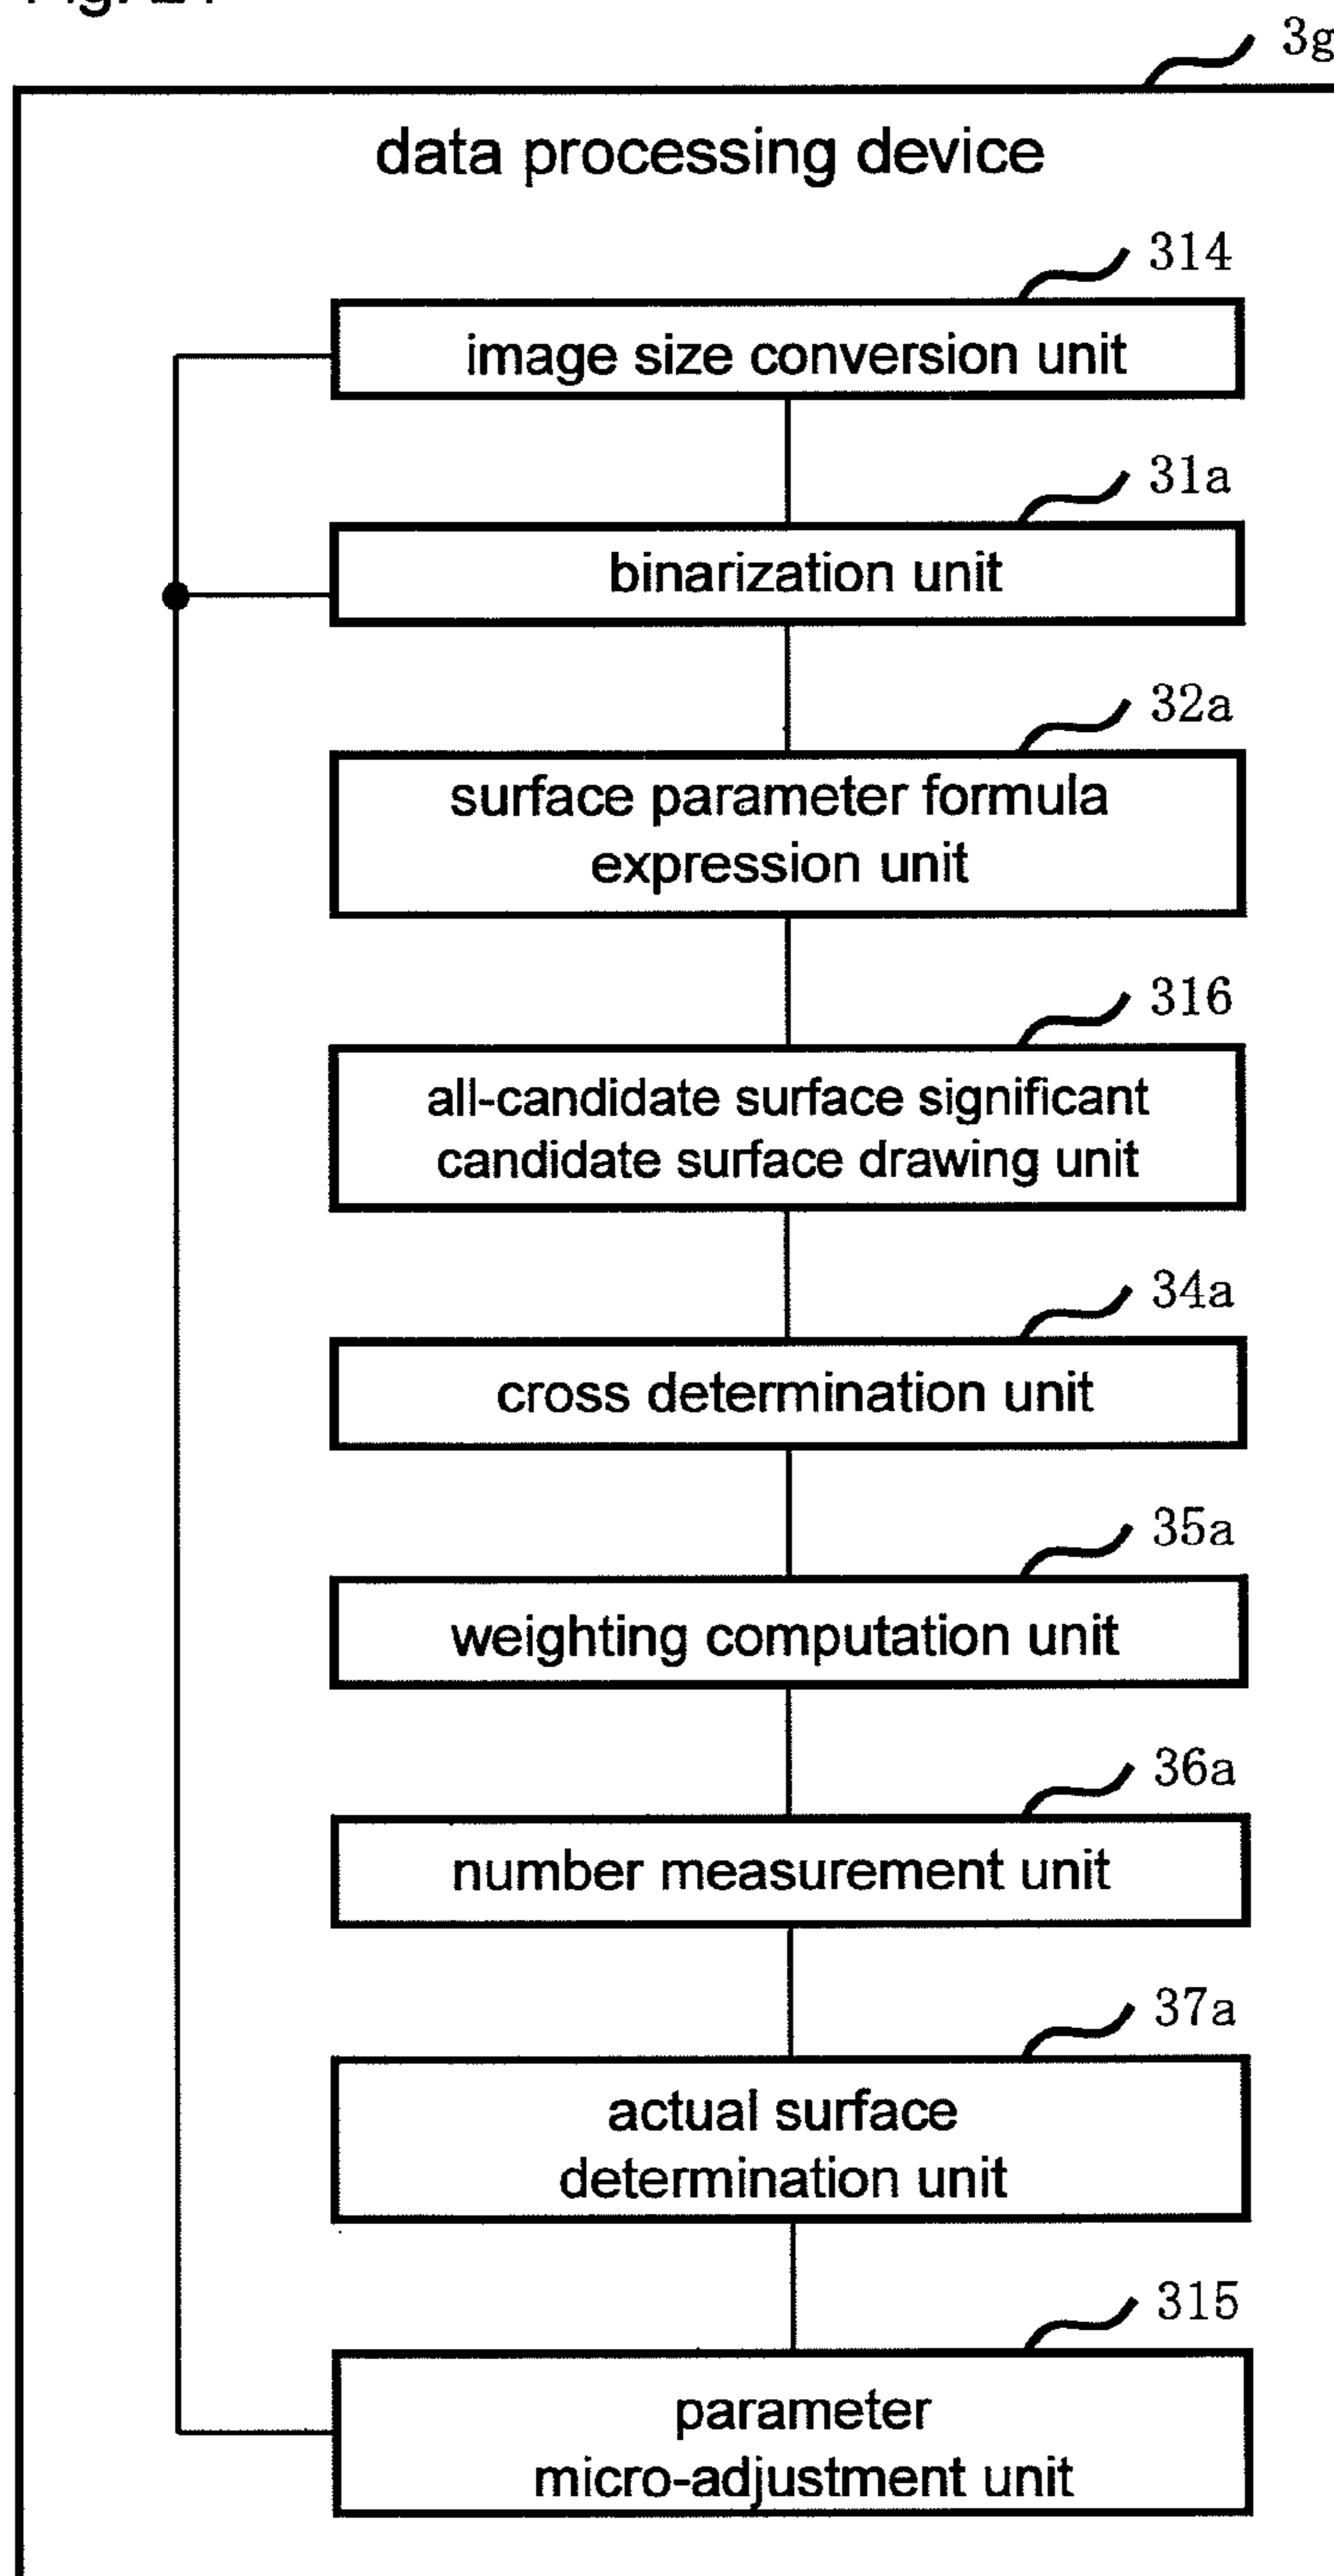 3g
data processing device
314
image size conversion unit
31a
binarization unit
32a
surface parameter formula
expression unit
316
all-candidate surface significant
candidate surface drawing unit
34a
cross determination unit
35a
weighting computation unit
36a
number measurement unit
37a
actual surface
determination unit
315
parameter
micro-adjustment unit